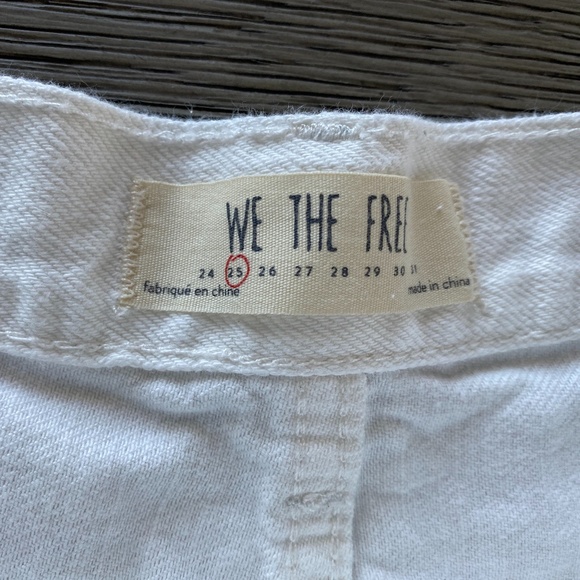 WE THE FREE
24 25 26 27 28 29 30 31
fabriqué en chine made in china